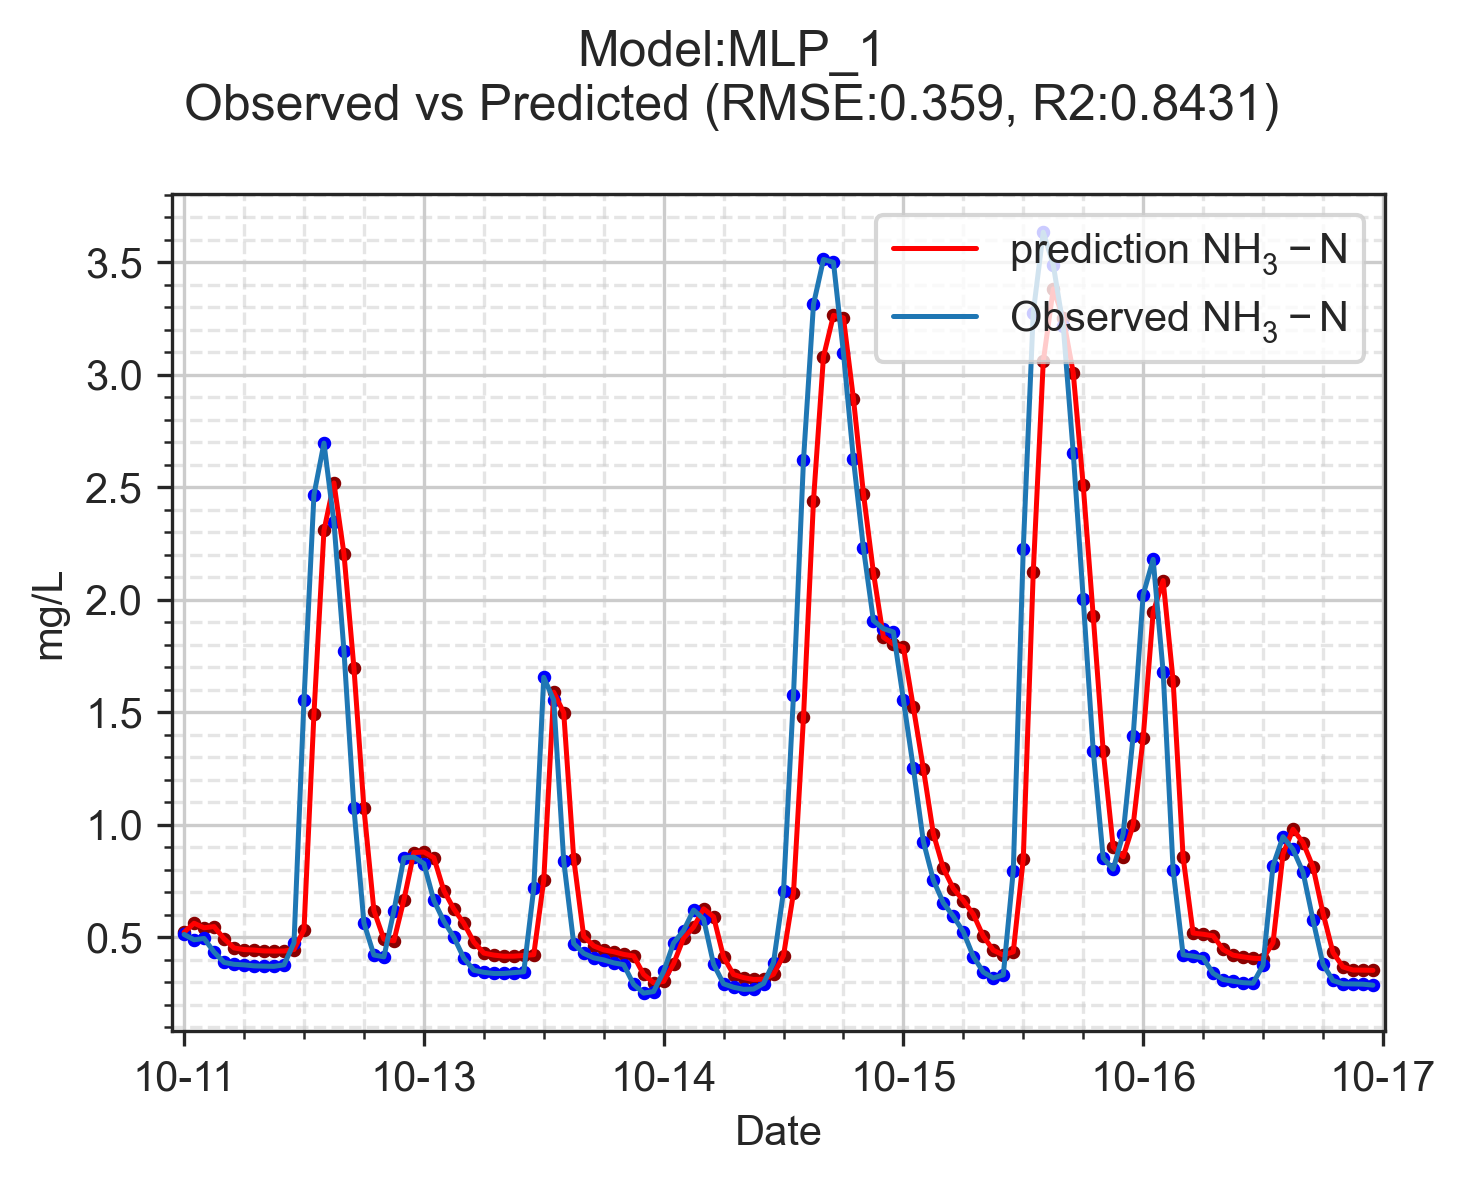 Model:MLP_1
Observed vs Predicted (RMSE:0.359, R2:0.8431)
prediction NH₃ − N
Observed NH₃ − N
mg/L
3.5
3.0
2.5
2.0
1.5
1.0
0.5
10-11 10-13 10-14 10-15 10-16 10-17
Date